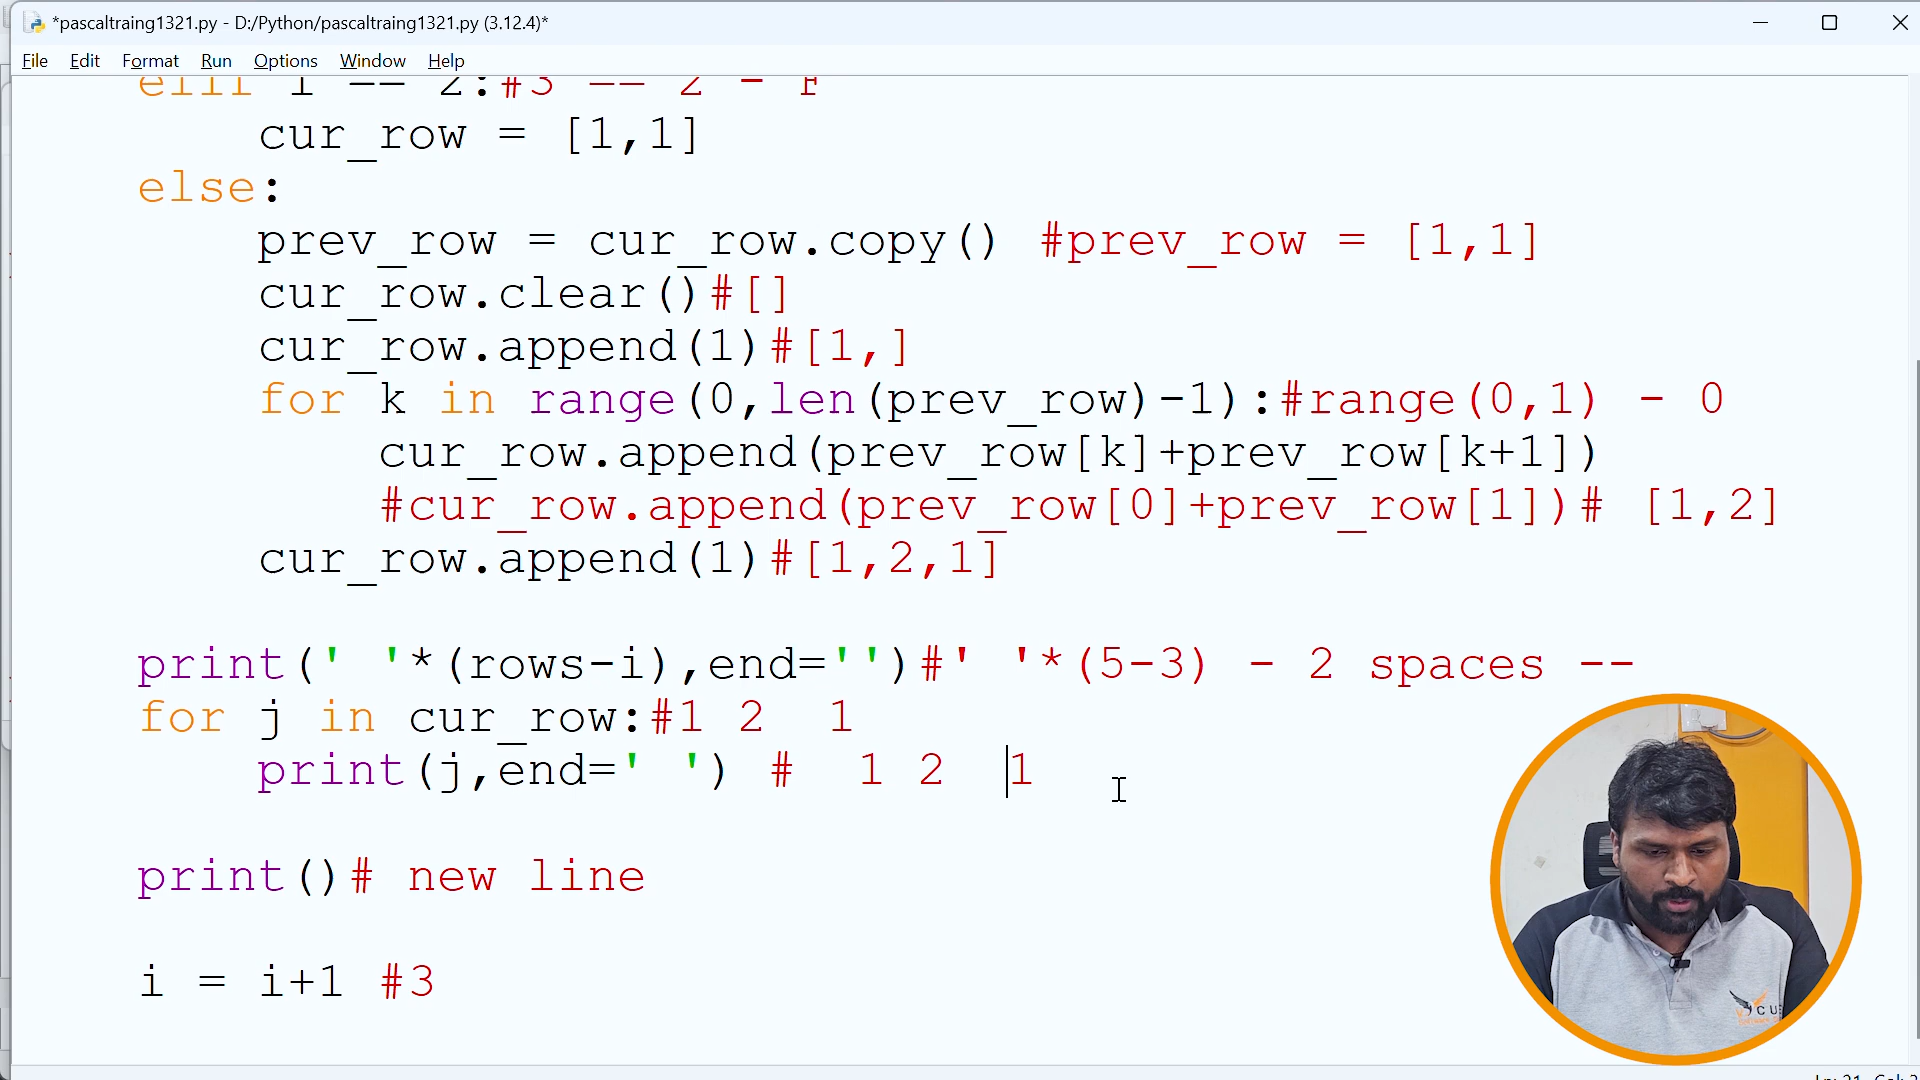 *pascaltraing1321.py - D:/Python/pascaltraing1321.py (3.12.4)*
File Edit Format Run Options Window Help
elif i == 2:#3 == 2 - F
cur_row = [1,1]
else:
prev_row = cur_row.copy() #prev_row = [1,1]
cur_row.clear()#[]
cur_row.append(1)#[1,]
for k in range(0,len(prev_row)-1):#range(0,1) - 0
cur_row.append(prev_row[k]+prev_row[k+1])
#cur_row.append(prev_row[0]+prev_row[1])# [1,2]
cur_row.append(1)#[1,2,1]
print(' '*(rows-i),end='')#' '*(5-3) - 2 spaces --
for j in cur_row:#1 2  1
print(j,end=' ') #  1 2  1
print()# new line
i = i+1 #3